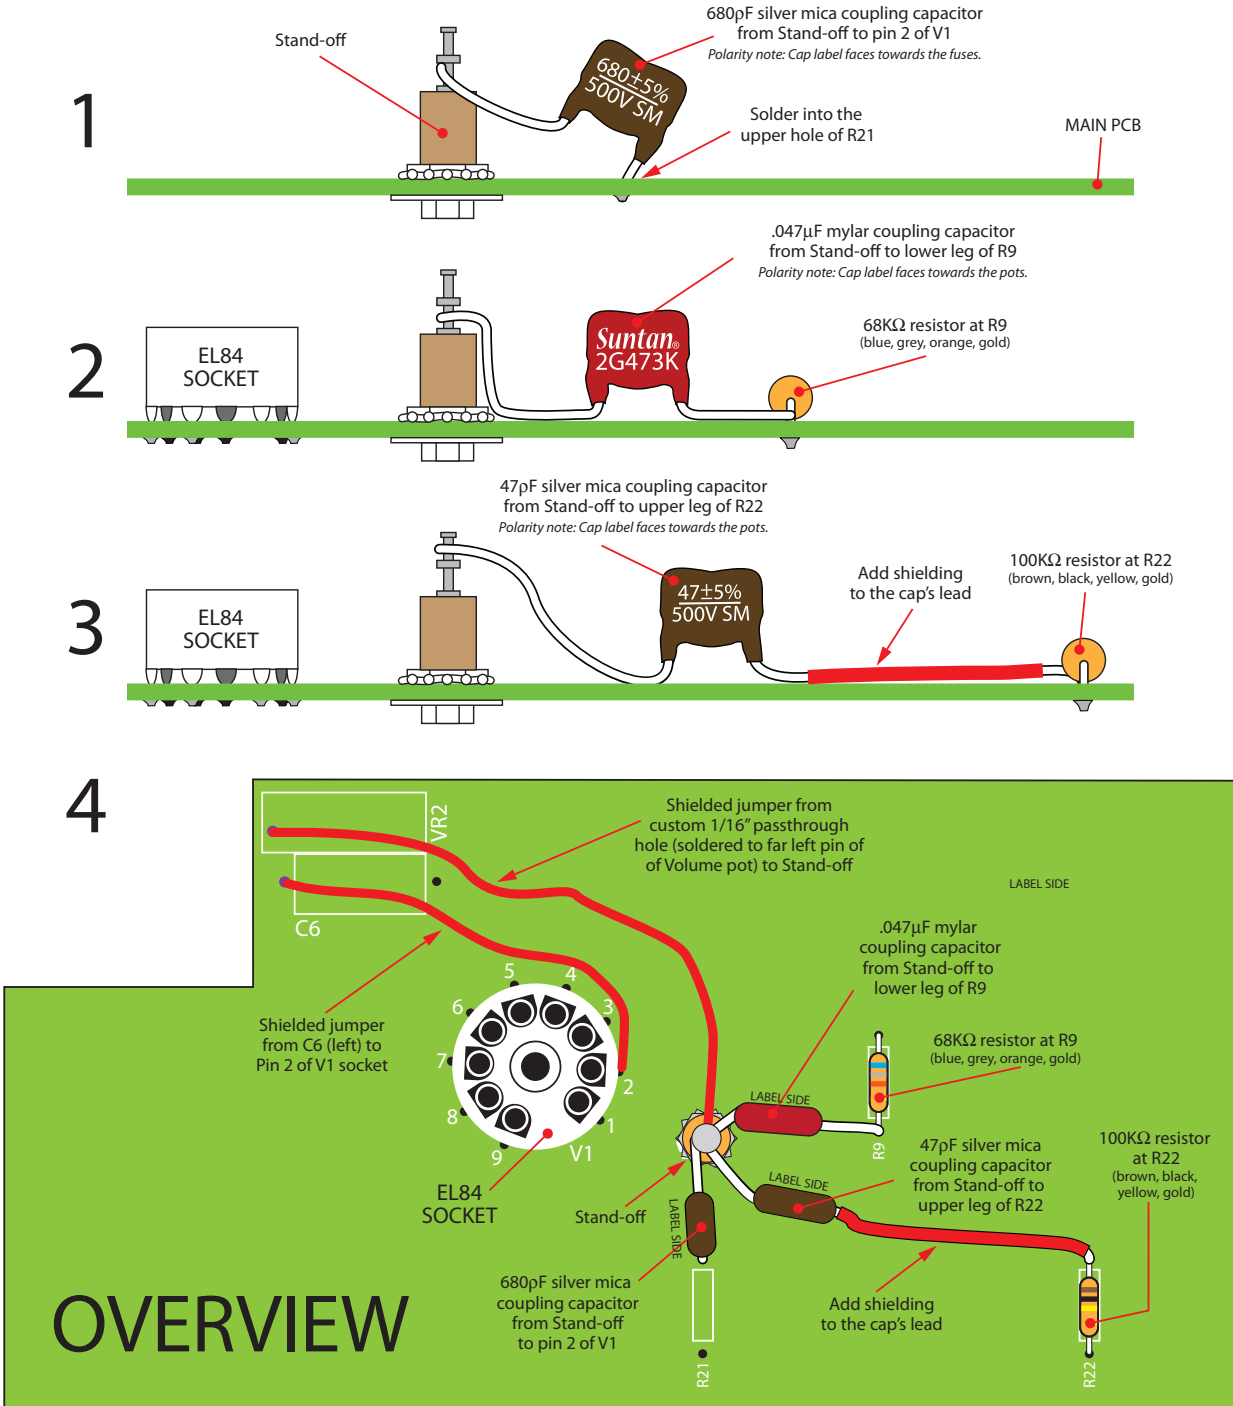 1
Stand-off
680ρF silver mica coupling capacitor
from Stand-off to pin 2 of V1
Polarity note: Cap label faces towards the fuses.
680±5%
500V SM
Solder into the
upper hole of R21
MAIN PCB
2
EL84
SOCKET
.047µF mylar coupling capacitor
from Stand-off to lower leg of R9
Polarity note: Cap label faces towards the pots.
Suntan®
2G473K
68KΩ resistor at R9
(blue, grey, orange, gold)
3
EL84
SOCKET
47ρF silver mica coupling capacitor
from Stand-off to upper leg of R22
Polarity note: Cap label faces towards the pots.
47±5%
500V SM
Add shielding
to the cap's lead
100KΩ resistor at R22
(brown, black, yellow, gold)
4
VR2
C6
Shielded jumper from
custom 1/16” passthrough
hole (soldered to far left pin of
of Volume pot) to Stand-off
LABEL SIDE
.047µF mylar
coupling capacitor
from Stand-off to
lower leg of R9
Shielded jumper
from C6 (left) to
Pin 2 of V1 socket
5
4
3
6
7
2
8
1
9
V1
EL84
SOCKET
68KΩ resistor at R9
(blue, grey, orange, gold)
LABEL SIDE
R9
47ρF silver mica
coupling capacitor
from Stand-off to
upper leg of R22
100KΩ resistor
at R22
(brown, black,
yellow, gold)
LABEL SIDE
Stand-off
LABEL SIDE
680ρF silver mica
coupling capacitor
from Stand-off
to pin 2 of V1
Add shielding
to the cap's lead
R21
R22
OVERVIEW